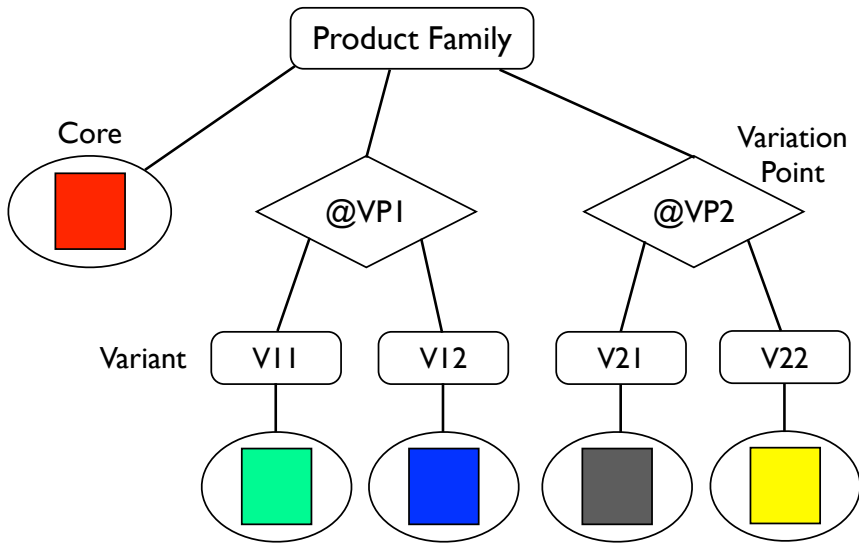 Product Family
Core
Variation
Point
@VP1
@VP2
Variant
V11
V12
V21
V22